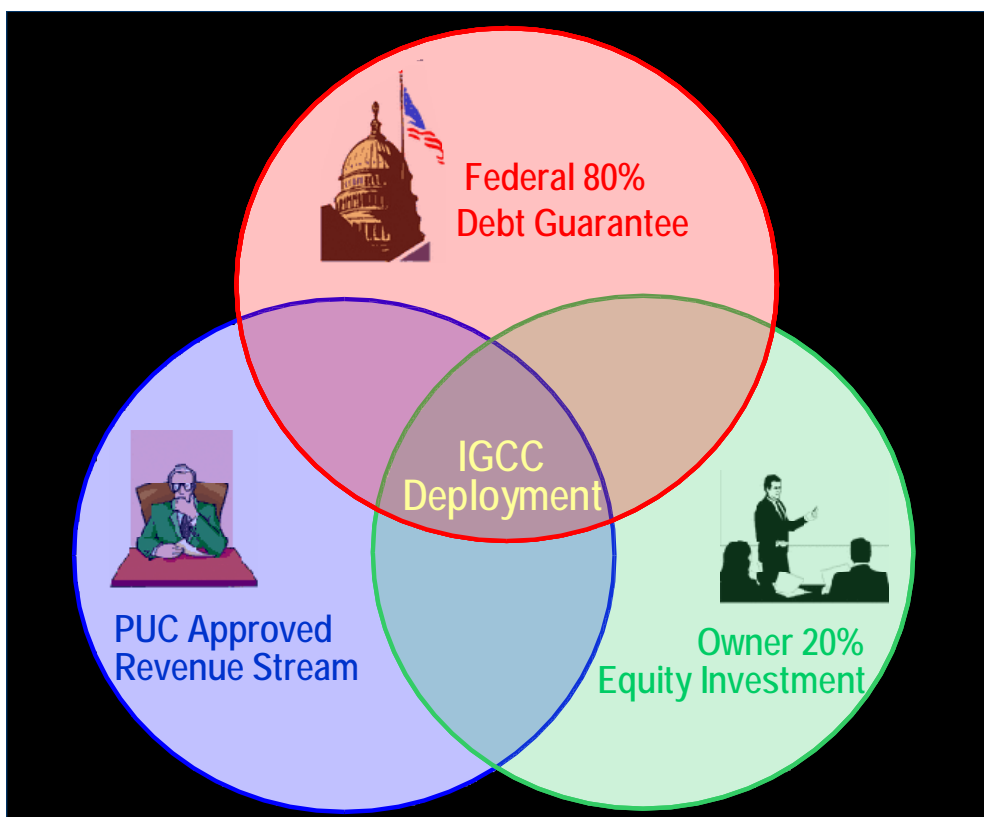 Federal 80%
Debt Guarantee
IGCC
Deployment
PUC Approved
Revenue Stream
Owner 20%
Equity Investment